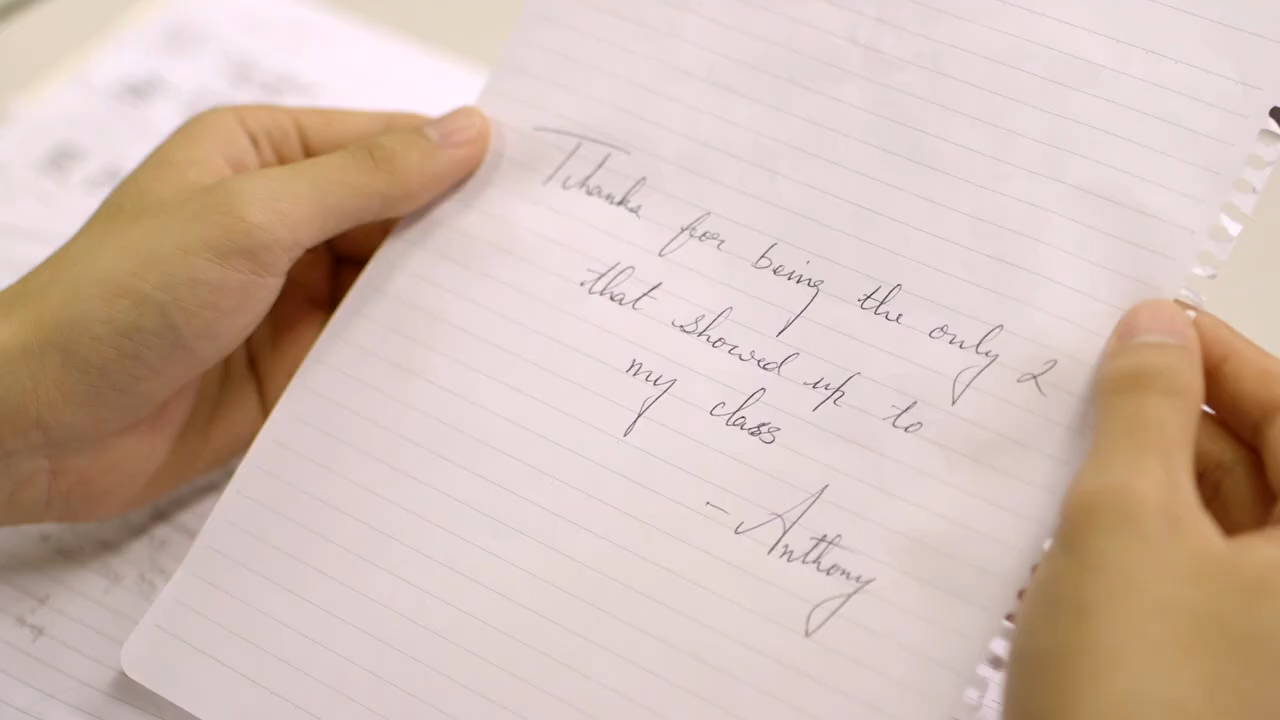 Thanks for being the only 2
that showed up to
my class
- Anthony